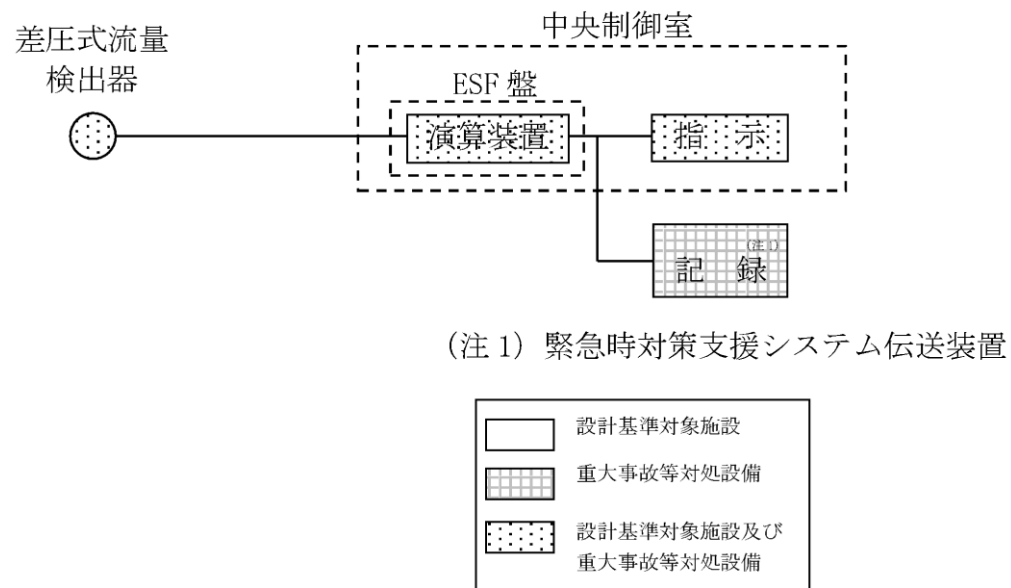 中央制御室
差圧式流量
検出器
ESF 盤
演算装置
指 示
(注 1)
記 録
(注 1) 緊急時対策支援システム伝送装置
設計基準対象施設
重大事故等対処設備
設計基準対象施設及び
重大事故等対処設備